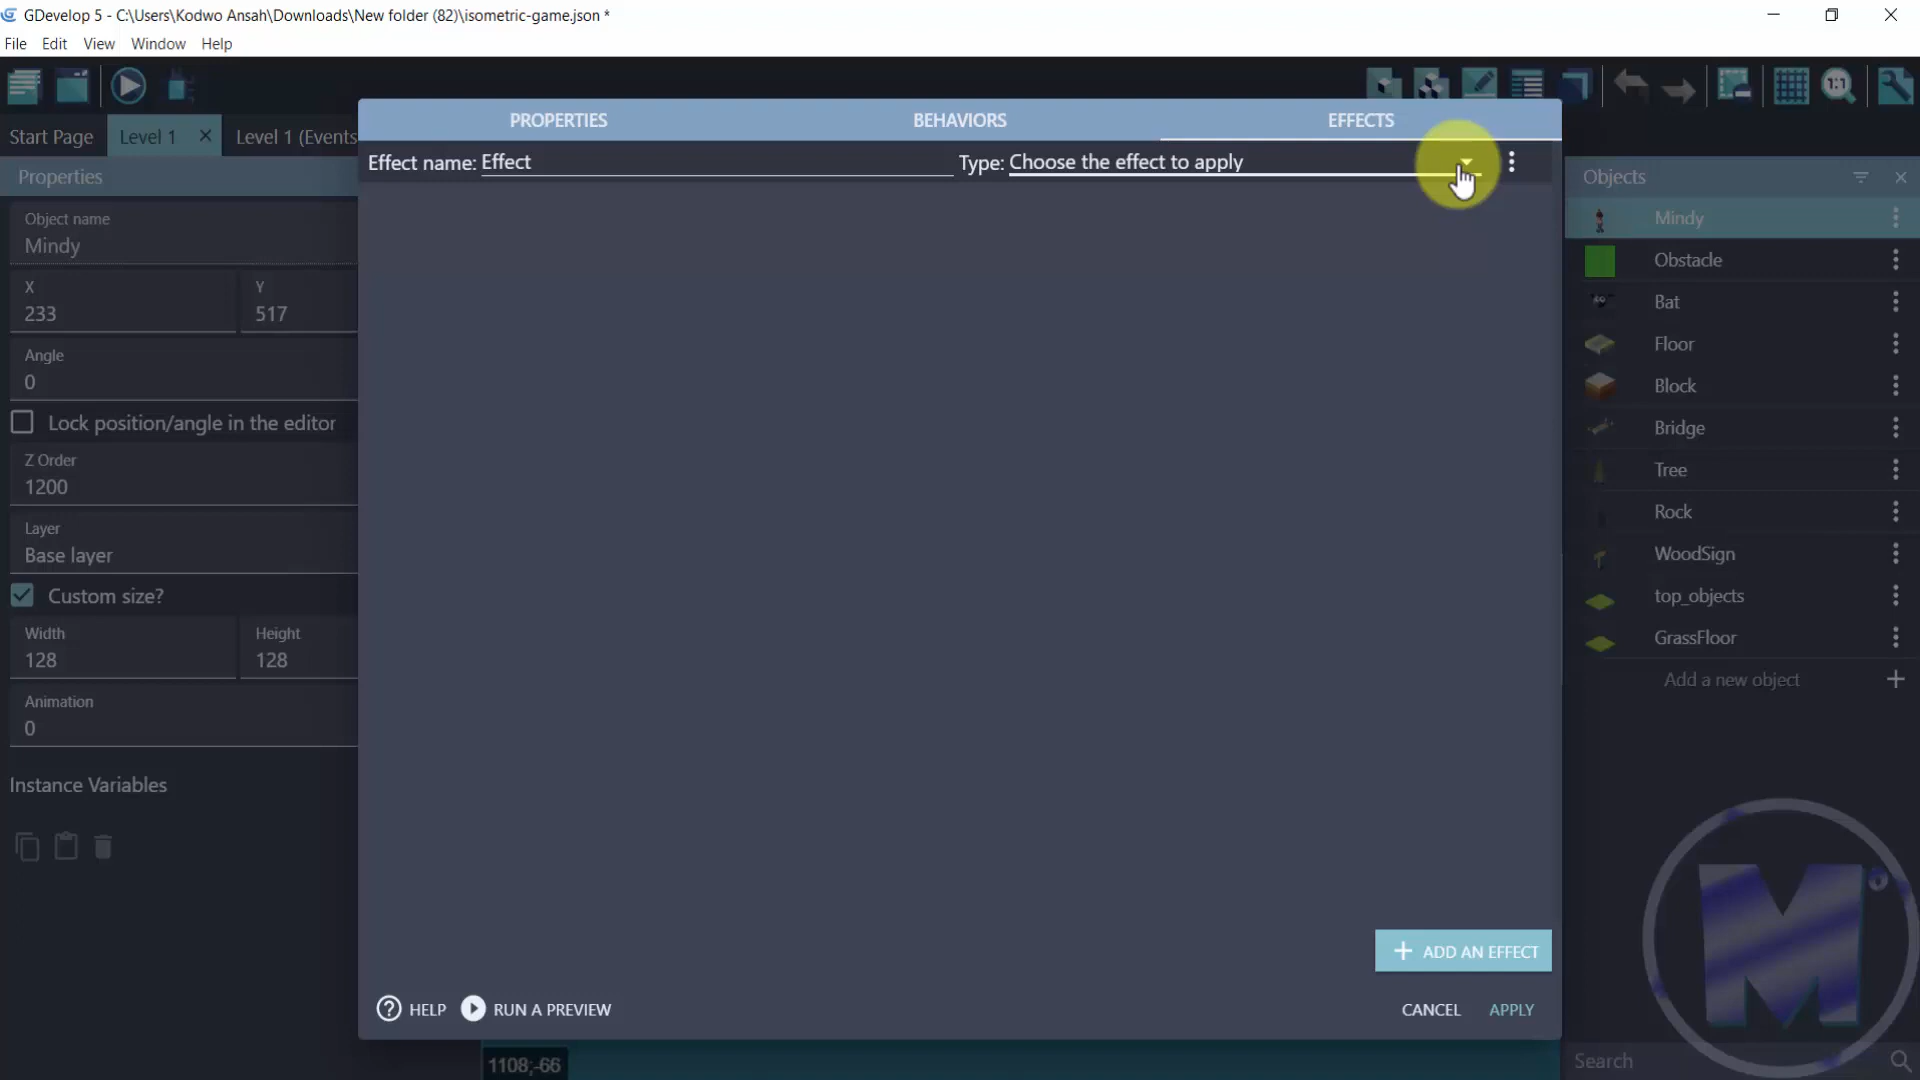 GDevelop 5 - C:\Users\Kodwo Ansah\Downloads\New folder (82)\isometric-game.json *
File Edit View Window Help
1:1
Start Page Level 1 Level 1 (Events
PROPERTIES BEHAVIORS EFFECTS
Effect name: Effect Type: Choose the effect to apply
Properties
Object name
Mindy
X Y
233 517
Angle
0
Lock position/angle in the editor
Z Order
1200
Layer
Base layer
Custom size?
Width Height
128 128
Animation
0
Instance Variables
ADD AN EFFECT
HELP RUN A PREVIEW CANCEL APPLY
1108;-66
Objects
Mindy
Obstacle
Bat
Floor
Block
Bridge
Tree
Rock
WoodSign
top_objects
GrassFloor
Add a new object
M
Search